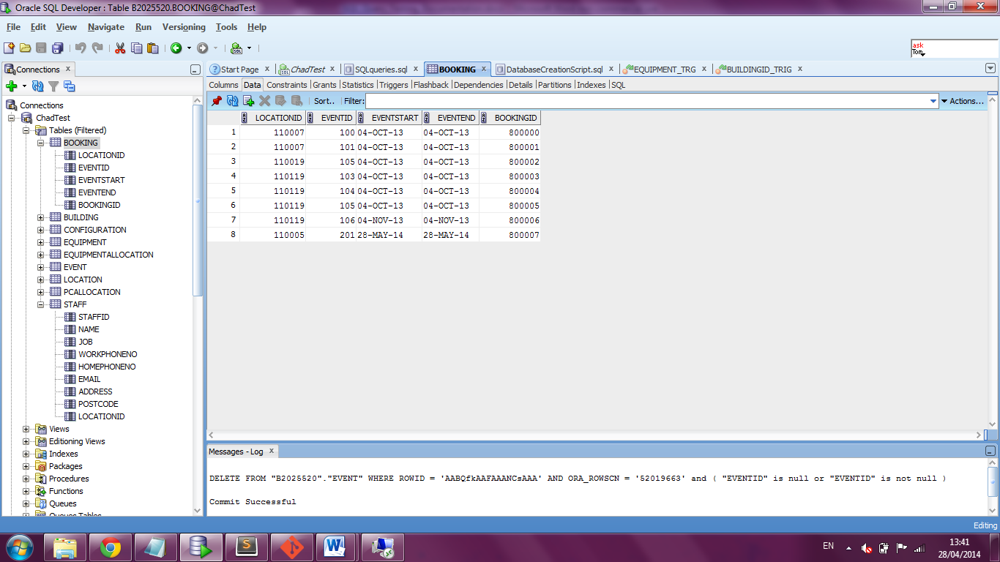 Oracle SQL Developer : Table B2025520.BOOKING@ChadTest
File Edit View Navigate Run Versioning Tools Help
ask
Tom
Connections
Start Page ChadTest SQLqueries.sql BOOKING DatabaseCreationScript.sql EQUIPMENT_TRG BUILDINGID_TRIG
Columns Data Constraints Grants Statistics Triggers Flashback Dependencies Details Partitions Indexes SQL
Sort.. Filter: Actions...
LOCATIONID EVENTID EVENTSTART EVENTEND BOOKINGID
1 110007 100 04-OCT-13 04-OCT-13 800000
2 110007 101 04-OCT-13 04-OCT-13 800001
3 110019 105 04-OCT-13 04-OCT-13 800002
4 110119 103 04-OCT-13 04-OCT-13 800003
5 110119 104 04-OCT-13 04-OCT-13 800004
6 110119 105 04-OCT-13 04-OCT-13 800005
7 110119 106 04-NOV-13 04-NOV-13 800006
8 110005 201 28-MAY-14 28-MAY-14 800007
Connections
ChadTest
Tables (Filtered)
BOOKING
LOCATIONID
EVENTID
EVENTSTART
EVENTEND
BOOKINGID
BUILDING
CONFIGURATION
EQUIPMENT
EQUIPMENTALLOCATION
EVENT
LOCATION
PCALLOCATION
STAFF
STAFFID
NAME
JOB
WORKPHONENO
HOMEPHONENO
EMAIL
ADDRESS
POSTCODE
LOCATIONID
Views
Editioning Views
Indexes
Packages
Procedures
Functions
Queues
Queues Tables
Messages - Log
DELETE FROM "B2025520"."EVENT" WHERE ROWID = 'AABQfkAAFAAANCsAAA' AND ORA_ROWSCN = '52019663' and ( "EVENTID" is null or "EVENTID" is not null )
Commit Successful
Editing
EN
13:41
28/04/2014